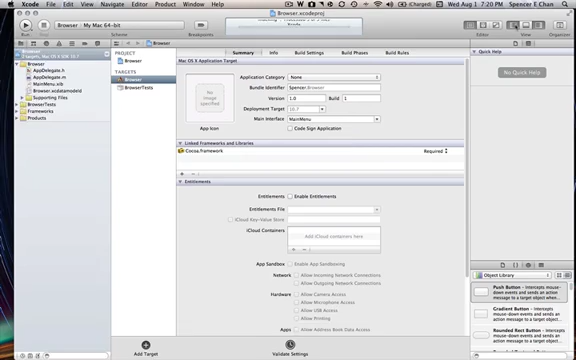 Xcode File Edit View Navigate Editor Product Window Help
(Charged) Wed Aug 1 7:20 PM Spencer E Chan
Browser.xcodeproj
Run Stop
Browser My Mac 64-bit
Scheme Breakpoints
Editor View Organizer
Browser
Browser
AppDelegate.h
AppDelegate.m
MainMenu.xib
Browser.xcdatamodeld
Supporting Files
BrowserTests
Frameworks
Products
PROJECT
Browser
TARGETS
Browser
BrowserTests
Summary Info Build Settings Build Phases Build Rules
Mac OS X Application Target
No image specified
App Icon
Application Category None
Bundle Identifier Spencer.Browser
Version 1.0 Build 1
Deployment Target 10.7
Main Interface MainMenu
Code Sign Application
Linked Frameworks and Libraries
Cocoa.framework Required
Entitlements
Entitlements Enable Entitlements
Entitlements File
iCloud Key-Value Store
iCloud Containers
Add iCloud containers here
App Sandbox Enable App Sandboxing
Network Allow Incoming Network Connections
Allow Outgoing Network Connections
Hardware Allow Camera Access
Allow Microphone Access
Allow USB Access
Allow Printing
Apps Allow Address Book Data Access
Add Target
Validate Settings
Quick Help
No Quick Help
Object Library
Push Button - Intercepts mouse-
down events and sends an action
message to a target object when...
Gradient Button - Intercepts
mouse-down events and sends an
action message to a target object...
Rounded Rect Button - Intercepts
mouse-down events and sends an
action message to a target object...